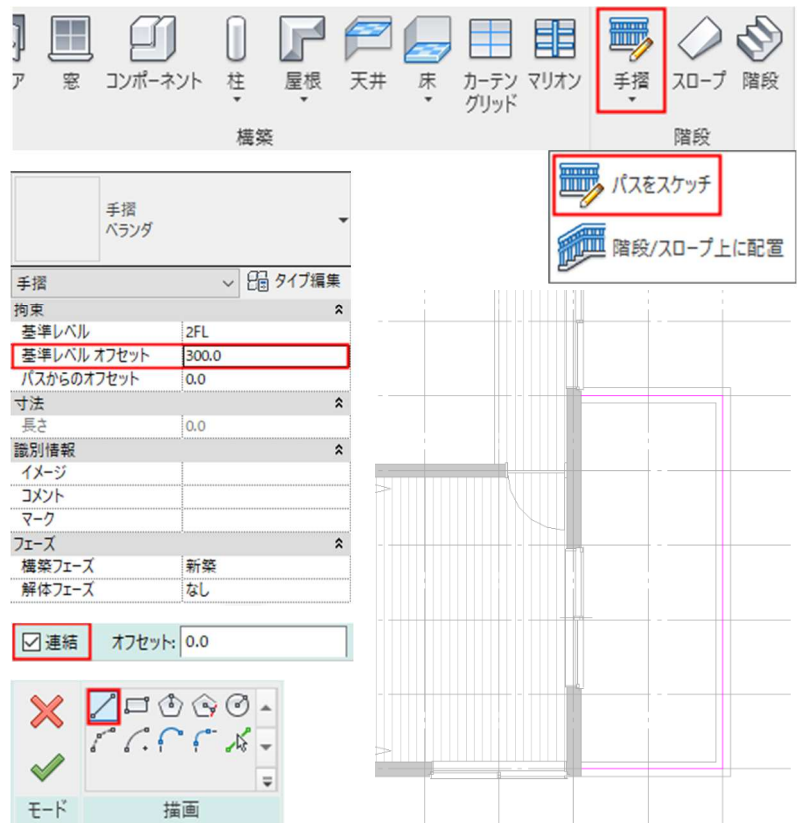 ア 窓 コンポーネント 柱 屋根 天井 床 カーテン マリオン 手摺 スロープ 階段
グリッド
構築 階段
パスをスケッチ
階段/スロープ上に配置
手摺
ベランダ
手摺 タイプ編集
拘束
基準レベル 2FL
基準レベル オフセット 300.0
パスからのオフセット 0.0
寸法
長さ 0.0
識別情報
イメージ
コメント
マーク
フェーズ
構築フェーズ 新築
解体フェーズ なし
連結 オフセット: 0.0
モード 描画